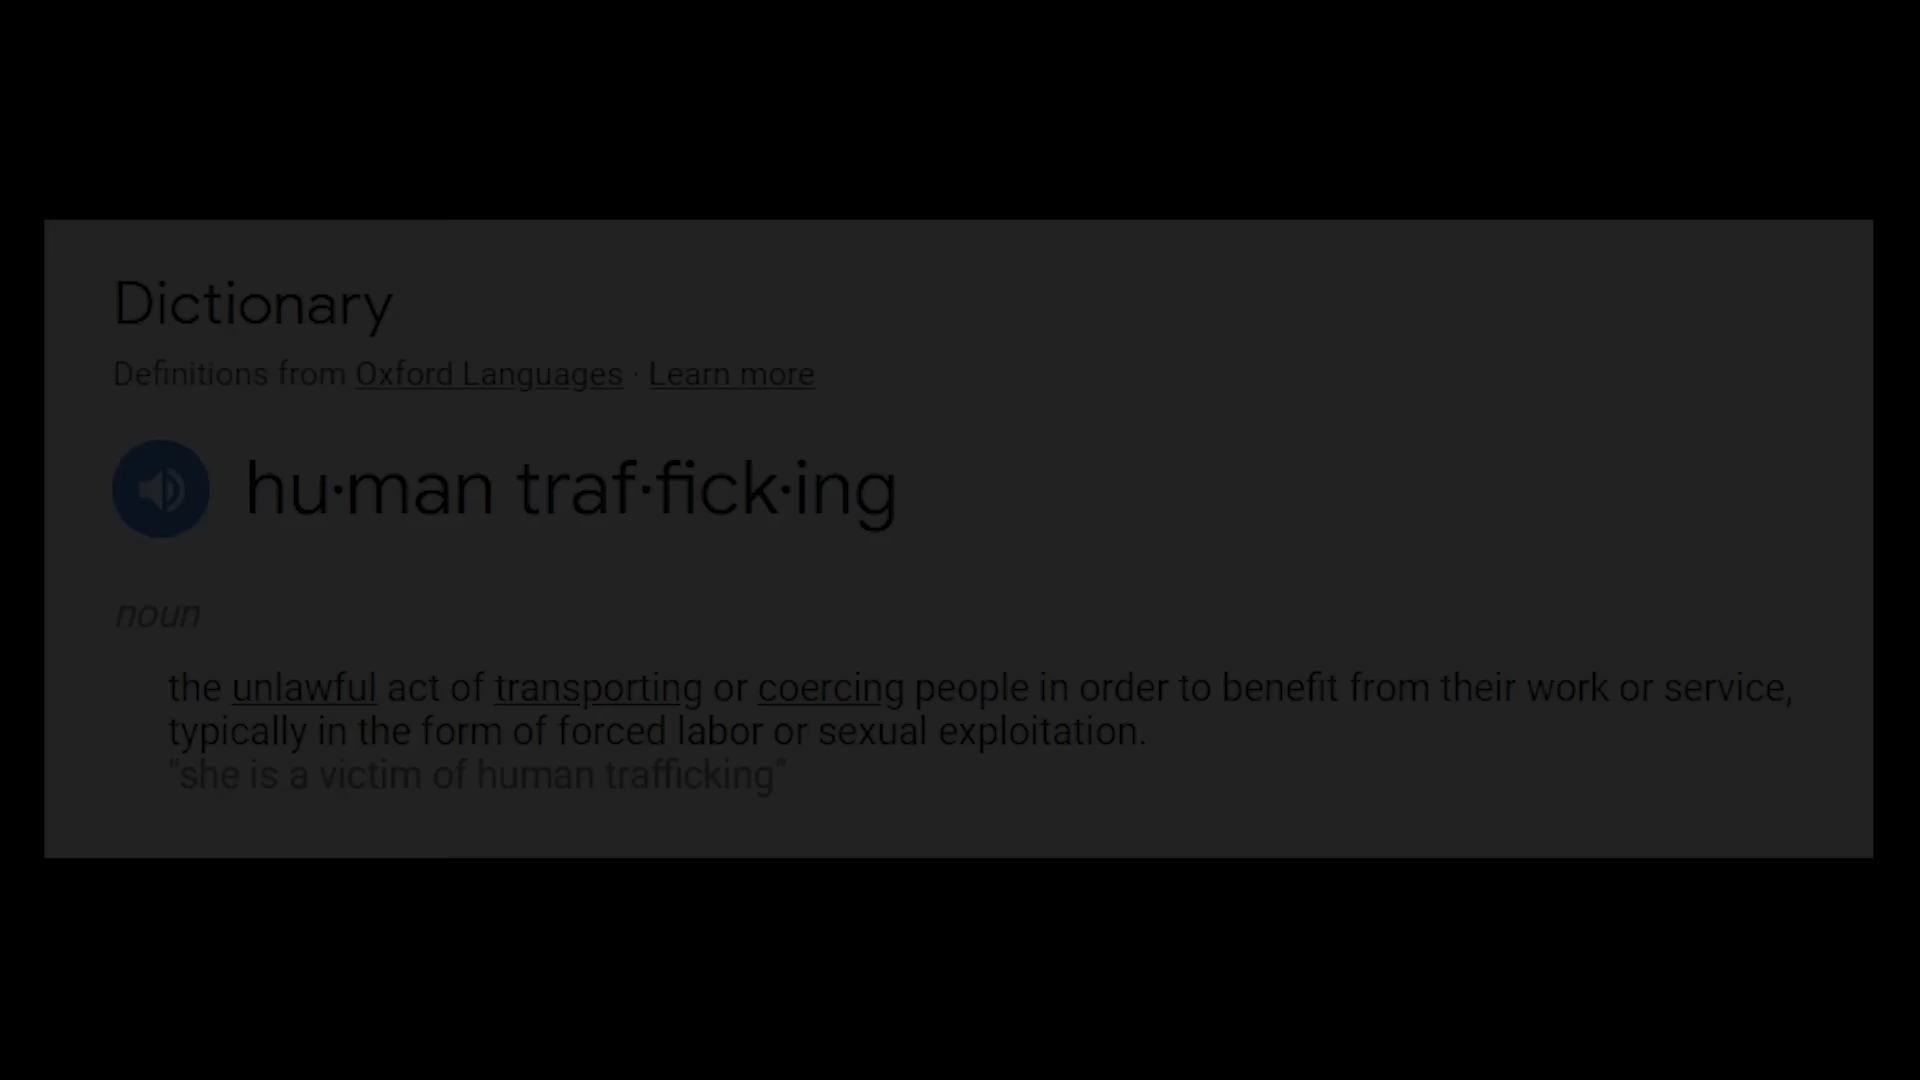 Dictionary
Definitions from Oxford Languages · Learn more
hu·man traf·fick·ing
noun
the unlawful act of transporting or coercing people in order to benefit from their work or service,
typically in the form of forced labor or sexual exploitation.
"she is a victim of human trafficking"